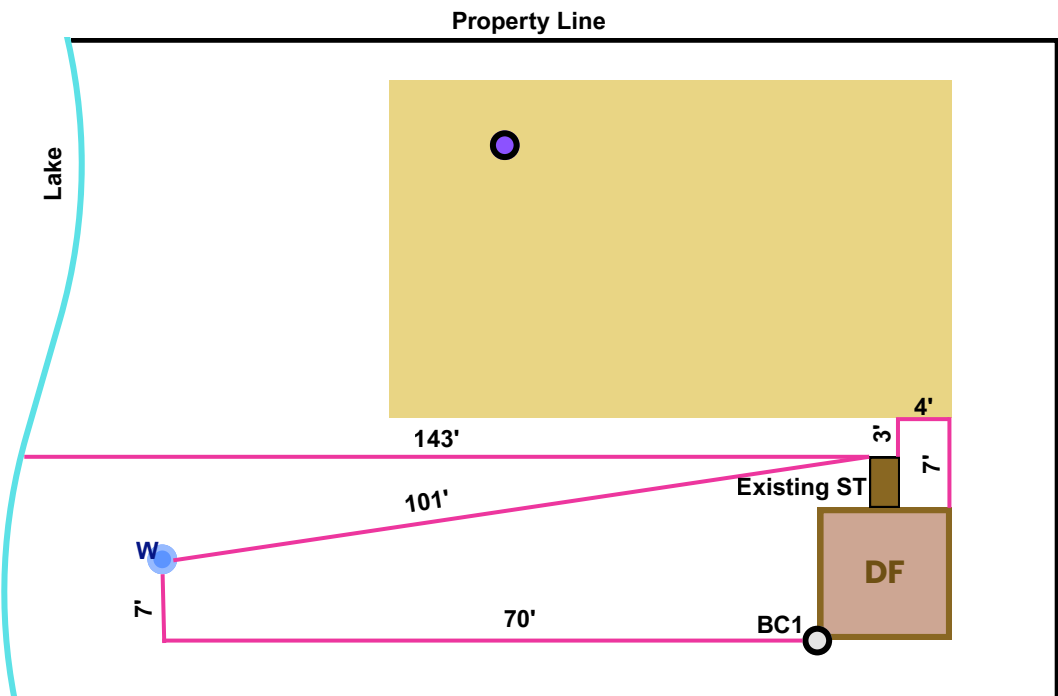 Property Line
Lake
4'
143'
3'
7'
Existing ST
101'
W
DF
7'
70'
BC1